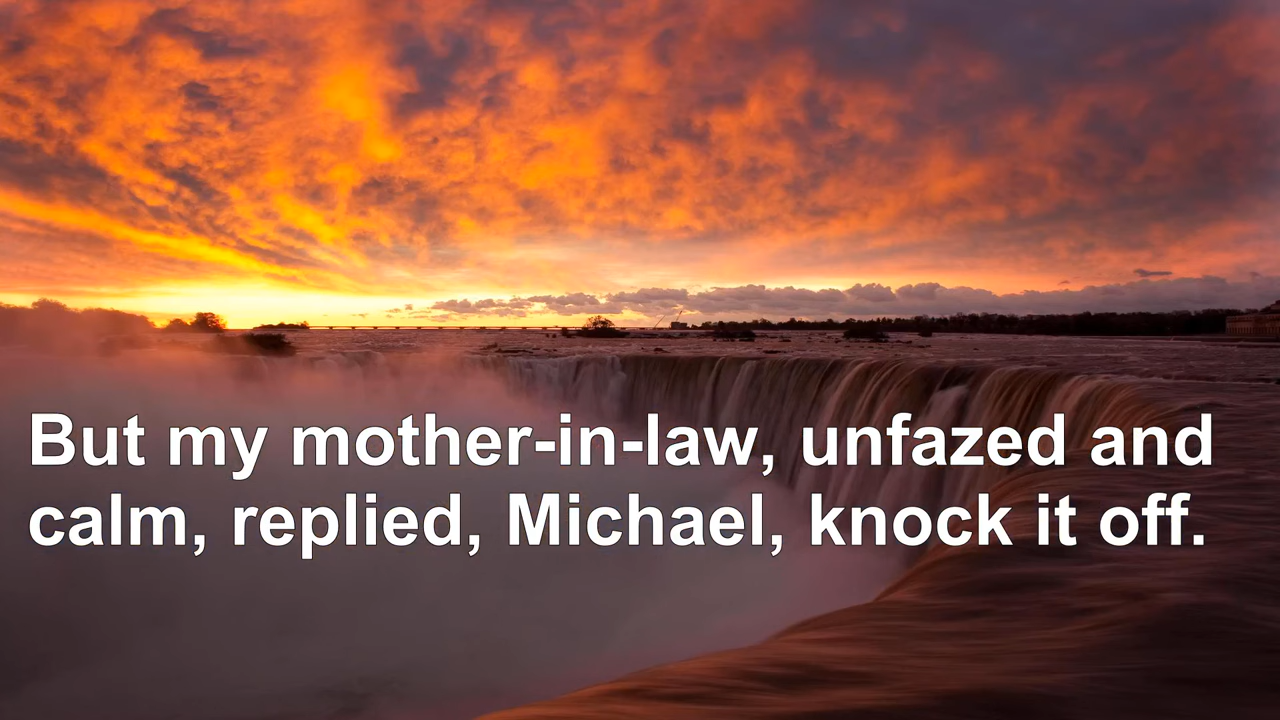 But my mother-in-law, unfazed and
calm, replied, Michael, knock it off.